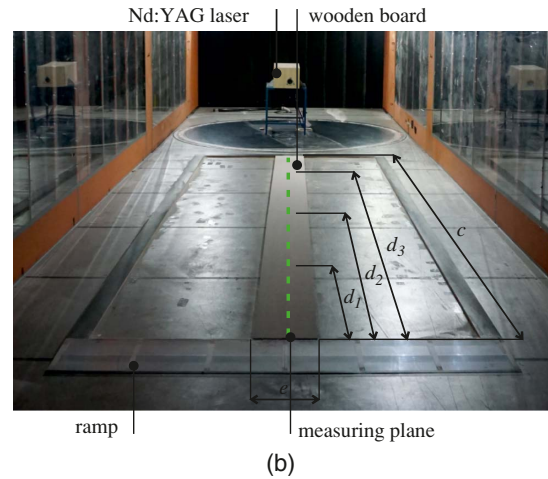 Nd:YAG laser wooden board
c
d3
d2
d1
e
ramp measuring plane
(b)